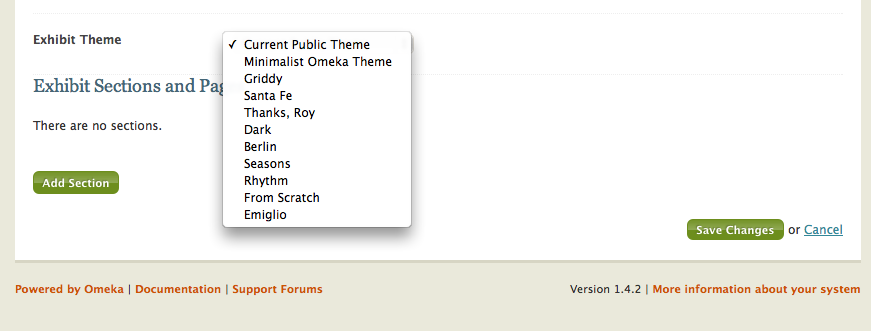 Exhibit Theme
✓ Current Public Theme
Minimalist Omeka Theme
Griddy
Santa Fe
Thanks, Roy
Dark
Berlin
Seasons
Rhythm
From Scratch
Emiglio
Exhibit Sections and Pag
There are no sections.
Add Section
Save Changes or Cancel
Powered by Omeka | Documentation | Support Forums
Version 1.4.2 | More information about your system